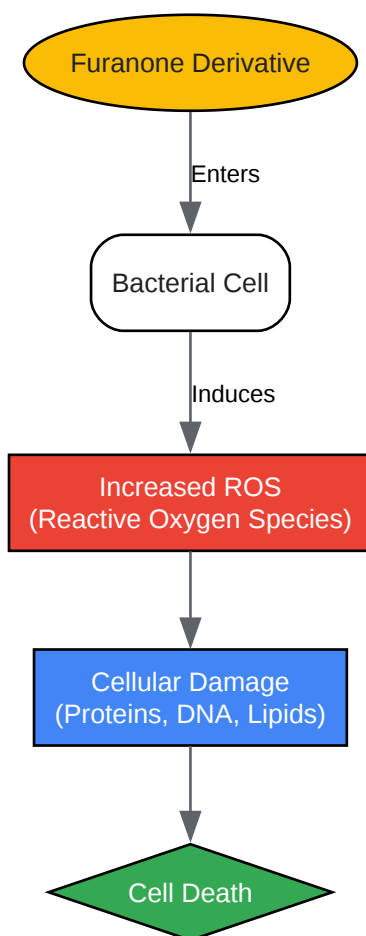 Furanone Derivative
Enters
Bacterial Cell
Induces
Increased ROS
(Reactive Oxygen Species)
Cellular Damage
(Proteins, DNA, Lipids)
Cell Death